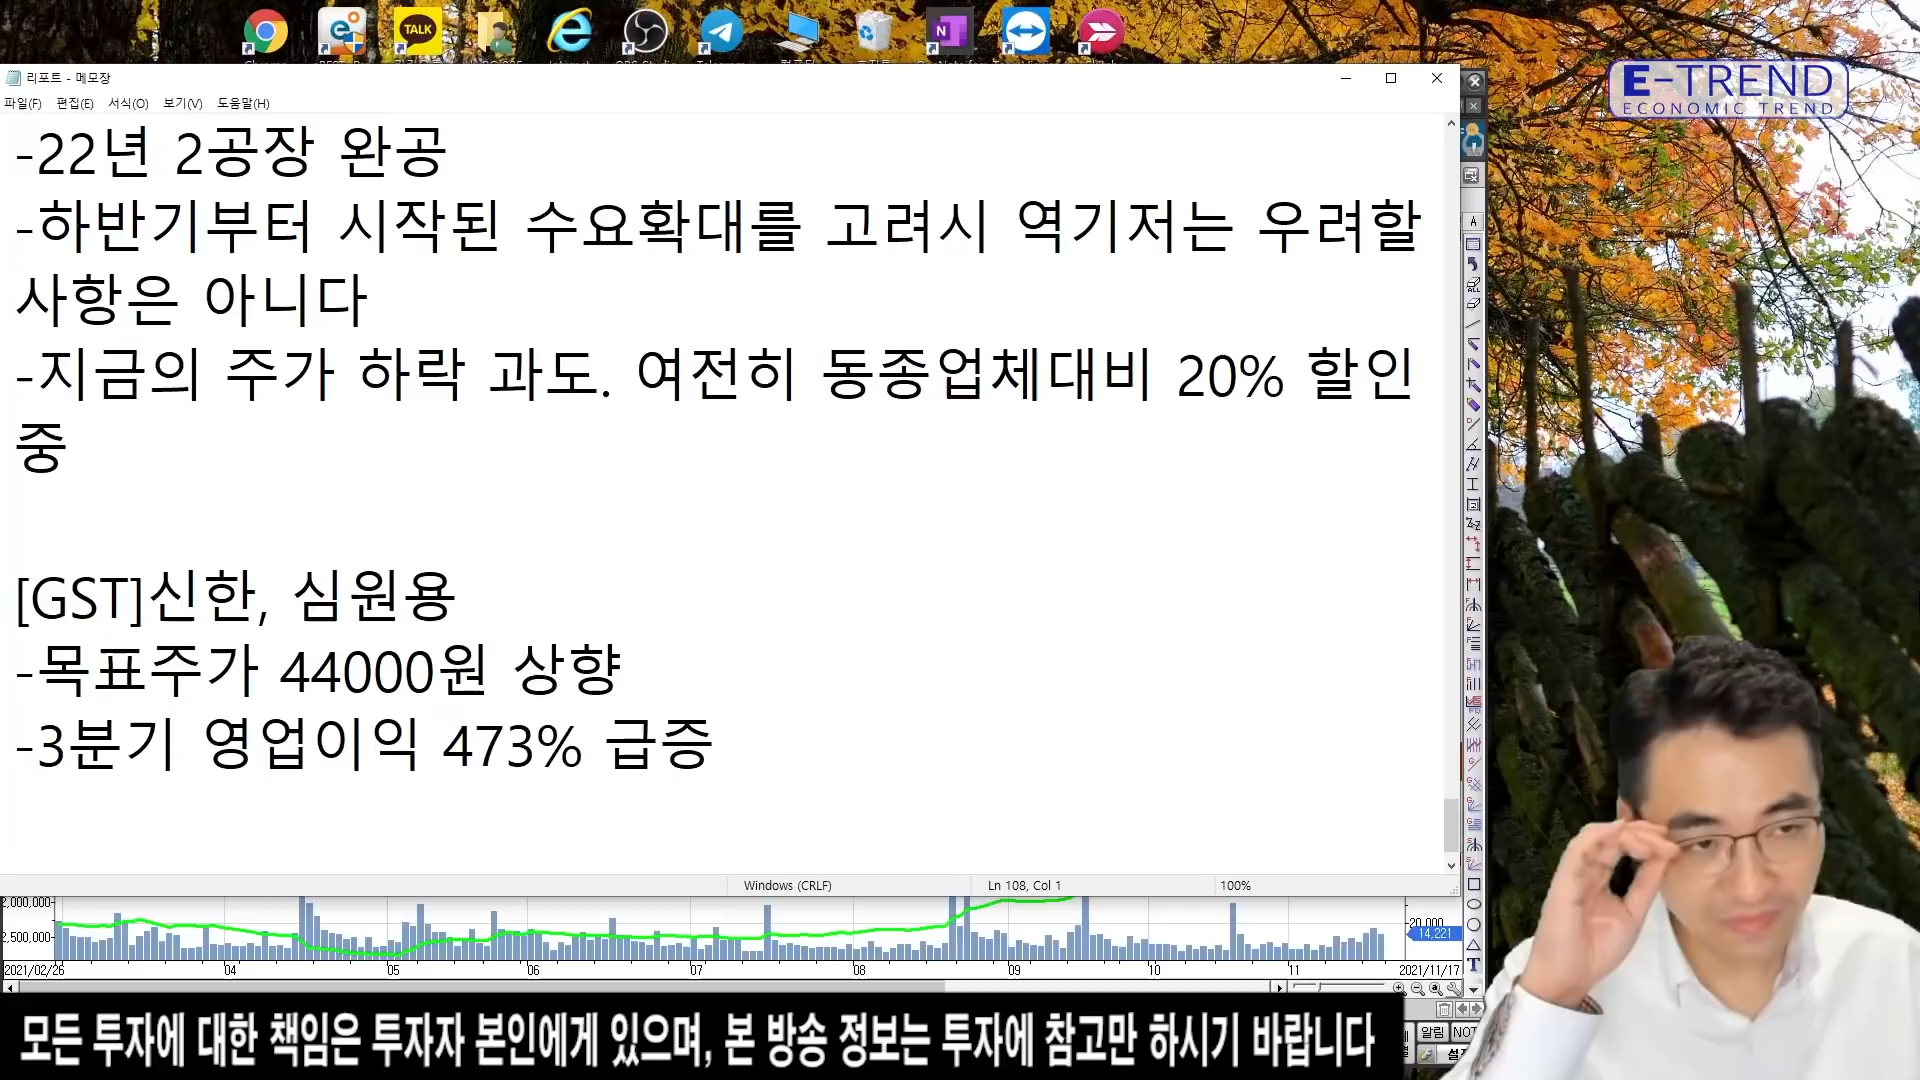 TALK
리포트 - 메모장
파일(F) 편집(E) 서식(O) 보기(V) 도움말(H)
E-TREND
ECONOMIC TREND
-22년 2공장 완공
-하반기부터 시작된 수요확대를 고려시 역기저는 우려할
사항은 아니다
-지금의 주가 하락 과도. 여전히 동종업체대비 20% 할인
중
[GST]신한, 심원용
-목표주가 44000원 상향
-3분기 영업이익 473% 급증
Windows (CRLF) Ln 108, Col 1 100%
2,000,000
2,500,000
20,000
14,221
2021/02/26 04 05 06 07 08 09 10 11 2021/11/17
알림
모든 투자에 대한 책임은 투자자 본인에게 있으며, 본 방송 정보는 투자에 참고만 하시기 바랍니다